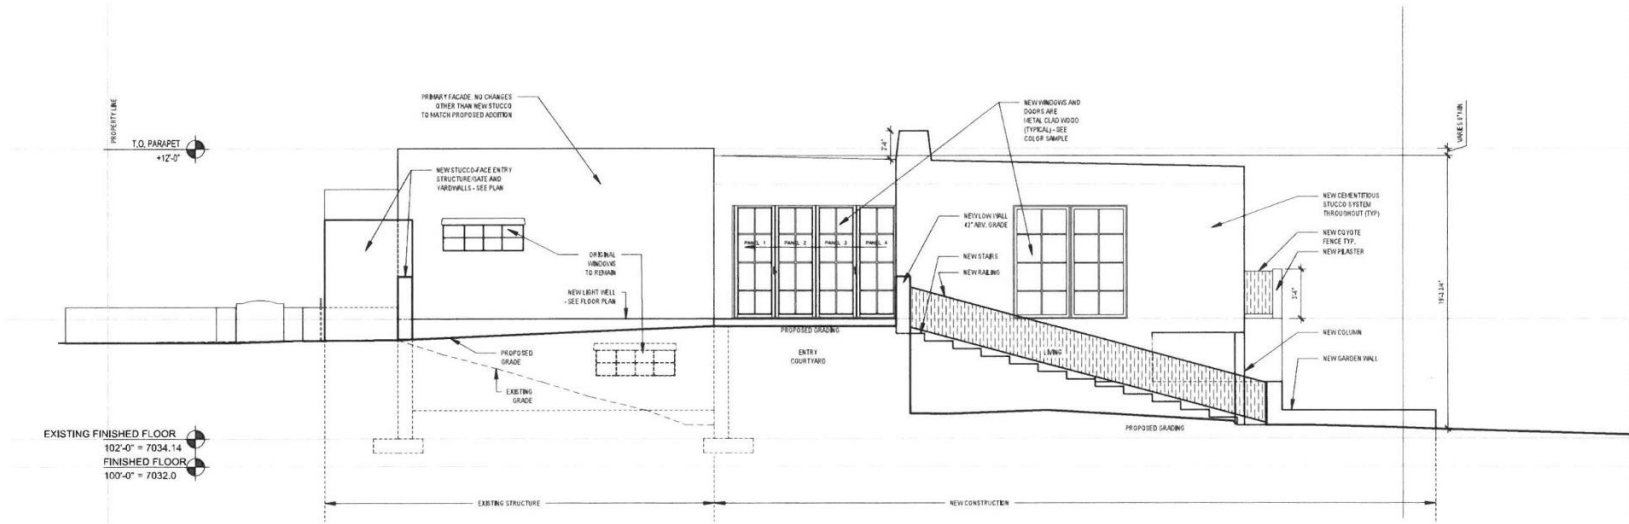 PROPERTY LINE
T.O. PARAPET
+12'-0"
PRIMARY FACADE: NO CHANGES
OTHER THAN NEW STUCCO
TO MATCH PROPOSED ADDITION
NEW STUCCO-FACE ENTRY
STRUCTURE/GATE AND
YARDWALLS - SEE PLAN
ORIGINAL
WINDOWS
TO REMAIN
NEW LIGHT WELL
- SEE FLOOR PLAN
PROPOSED
GRADE
EXISTING
GRADE
PANEL 1
PANEL 2
PANEL 3
PANEL 4
PROPOSED GRADING
ENTRY
COURTYARD
2'-4"
NEW WINDOWS AND
DOORS ARE
METAL CLAD WOOD
(TYPICAL) - SEE
COLOR SAMPLE
NEW LOW WALL
42" ABV. GRADE
NEW STAIRS
NEW RAILING
LIVING
PROPOSED GRADING
NEW CEMENTITIOUS
STUCCO SYSTEM
THROUGHOUT (TYP)
NEW COYOTE
FENCE TYP.
NEW PILASTER
NEW COLUMN
NEW GARDEN WALL
EXISTING FINISHED FLOOR
102'-0" = 7034.14
FINISHED FLOOR
100'-0" = 7032.0
EXISTING STRUCTURE
NEW CONSTRUCTION